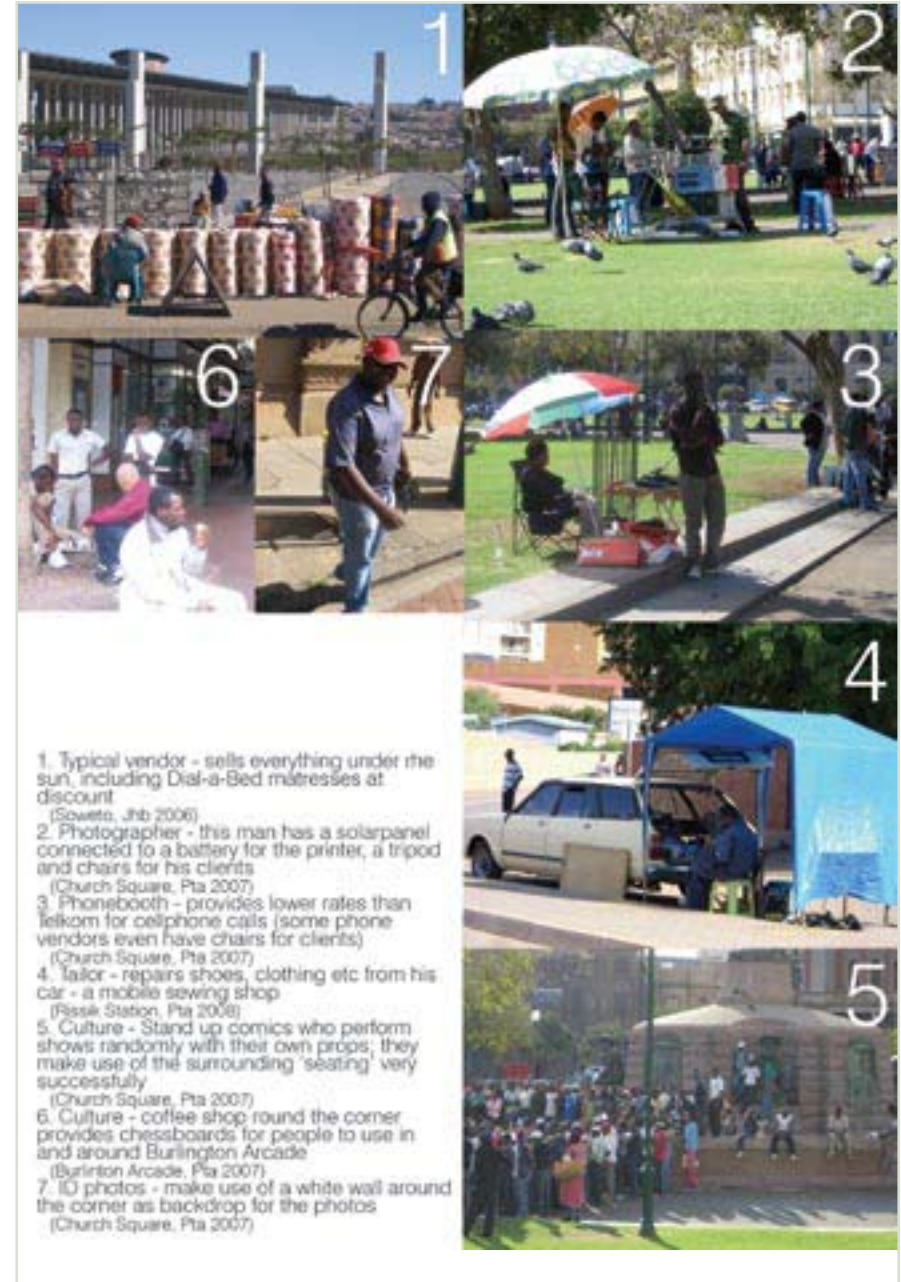 1
2
6
7
3
4
5
1. Typical vendor - sells everything under rhe
sun, including Dial-a-Bed matresses at
discount
(Soweto, Jhb 2006)
2. Photographer - this man has a solarpanel
connected to a battery for the printer, a tripod
and chairs for his clients
(Church Square, Pta 2007)
3. Phonebooth - provides lower rates than
Telkom for cellphone calls (some phone
vendors even have chairs for clients)
(Church Square, Pta 2007)
4. Tailor - repairs shoes, clothing etc from his
car - a mobile sewing shop
(Rissik Station, Pta 2008)
5. Culture - Stand up comics who perform
shows randomly with their own props; they
make use of the surrounding 'seating' very
successfully
(Church Square, Pta 2007)
6. Culture - coffee shop round the corner
provides chessboards for people to use in
and around Burlington Arcade
(Burlinton Arcade, Pta 2007)
7. ID photos - make use of a white wall around
the corner as backdrop for the photos
(Church Square, Pta 2007)